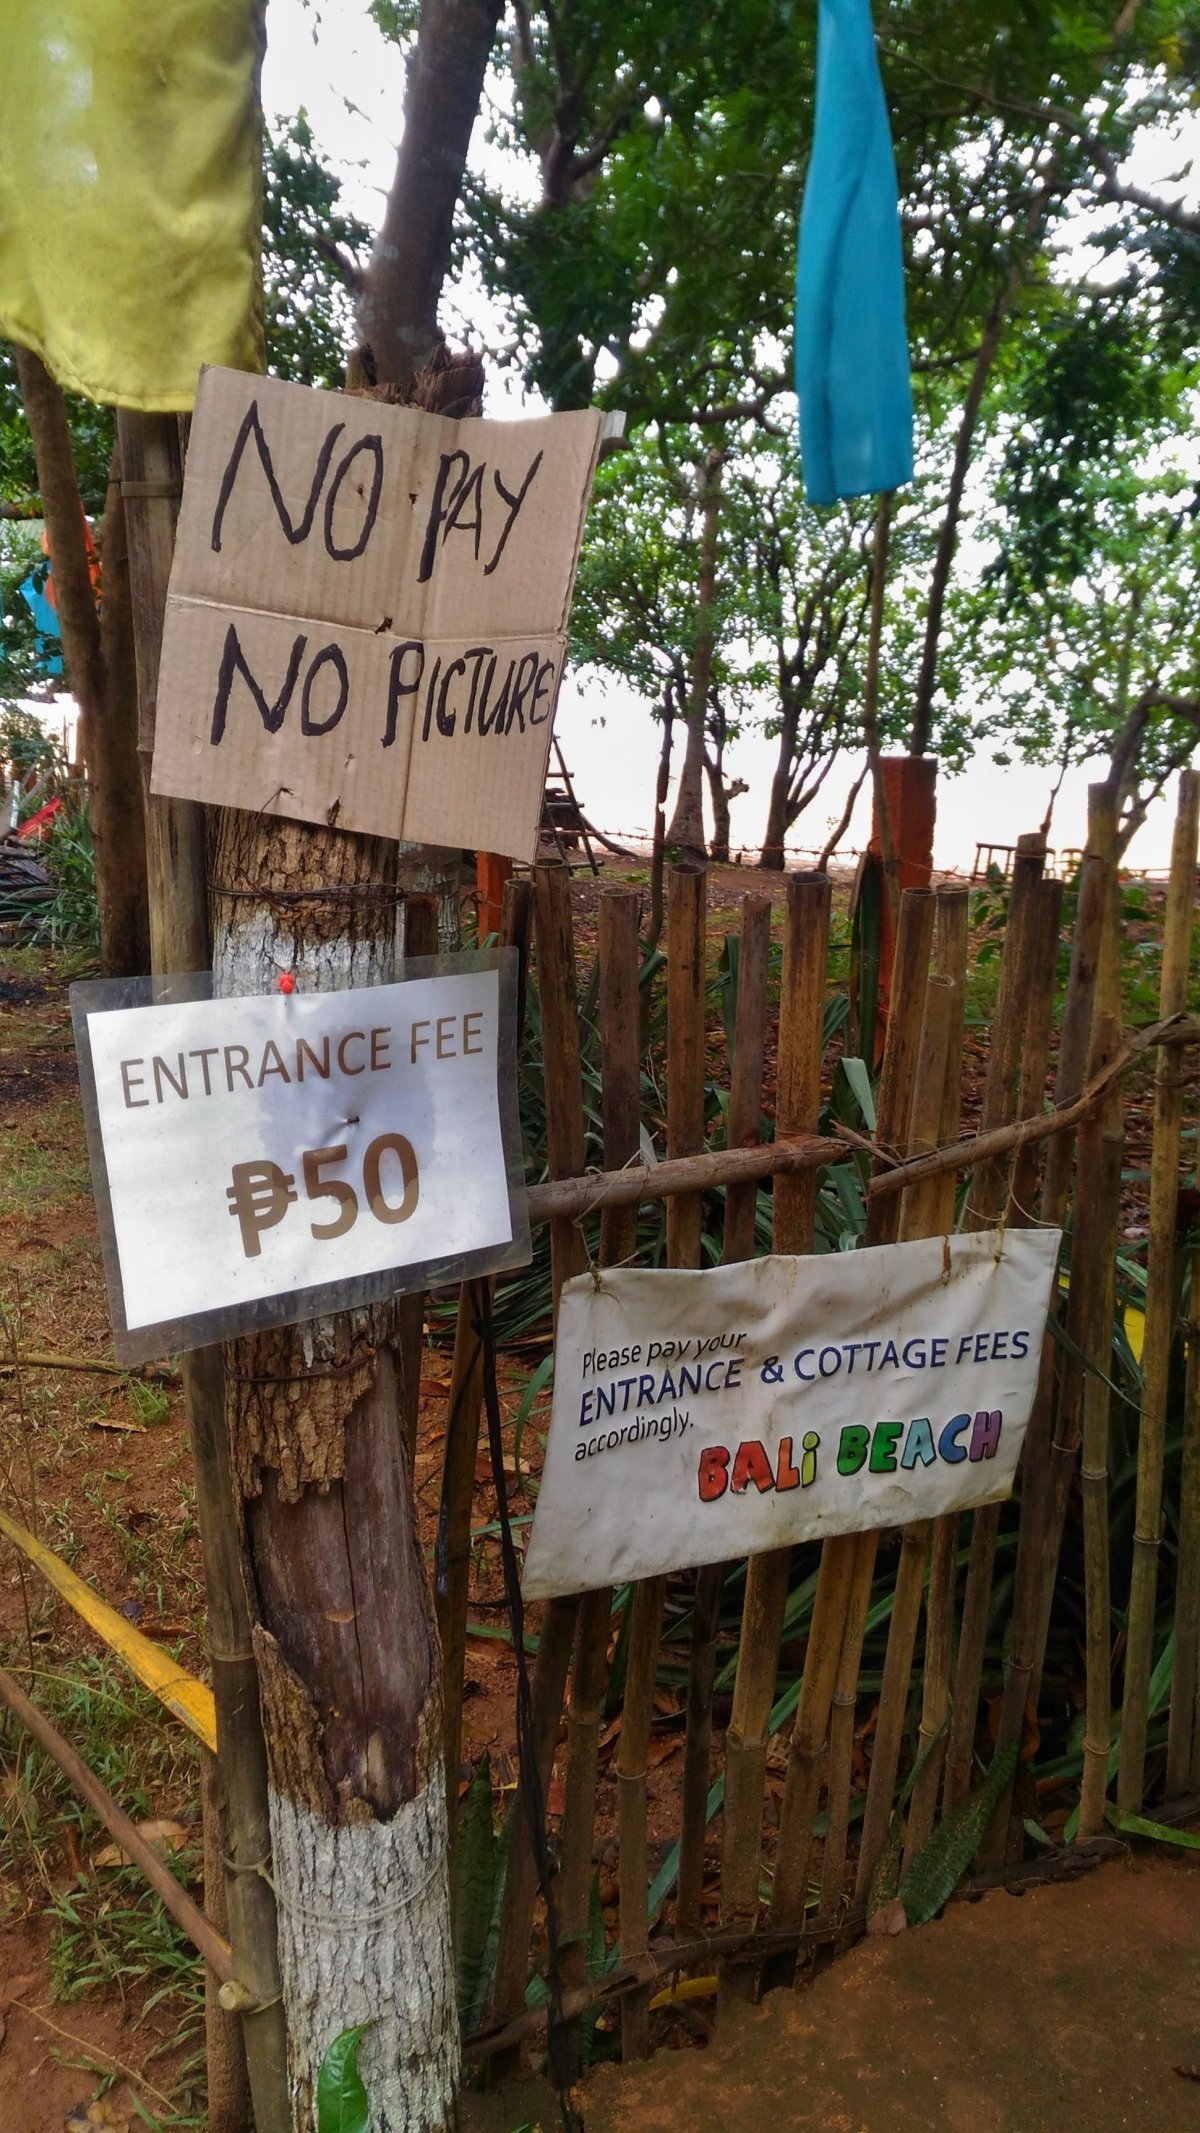 NO PAY
NO PICTURE
ENTRANCE FEE
₱50
Please pay your
ENTRANCE & COTTAGE FEES
accordingly.
BALi BEACH